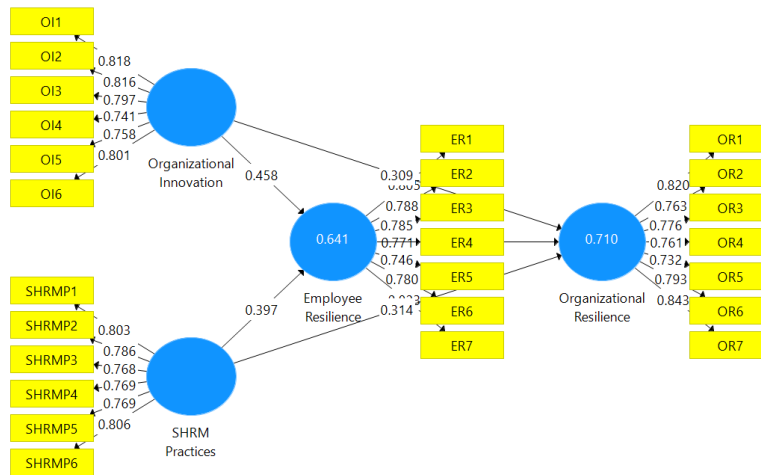 OI1
OI2
OI3
OI4
OI5
OI6
0.818
0.816
0.797
0.741
0.758
0.801
Organizational
Innovation
0.458
0.309
SHRMP1
SHRMP2
SHRMP3
SHRMP4
SHRMP5
SHRMP6
0.803
0.786
0.768
0.769
0.769
0.806
SHRM
Practices
0.397
0.314
0.641
Employee
Resilience
0.788
0.785
0.771
0.746
0.780
ER1
ER2
ER3
ER4
ER5
ER6
ER7
0.710
Organizational
Resilience
0.820
0.763
0.776
0.761
0.732
0.793
0.843
OR1
OR2
OR3
OR4
OR5
OR6
OR7